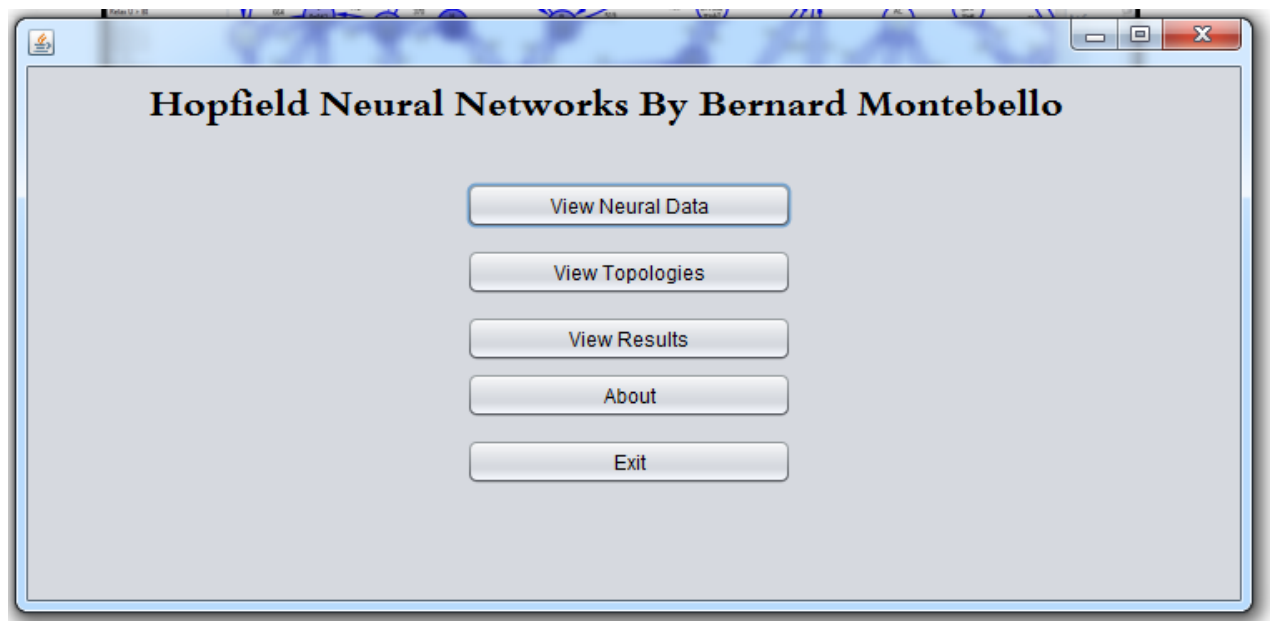 Hopfield Neural Networks By Bernard Montebello
View Neural Data
View Topologies
View Results
About
Exit